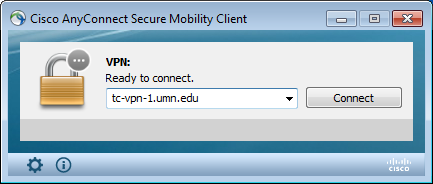 Cisco AnyConnect Secure Mobility Client
VPN:
Ready to connect.
tc-vpn-1.umn.edu
Connect
CISCO